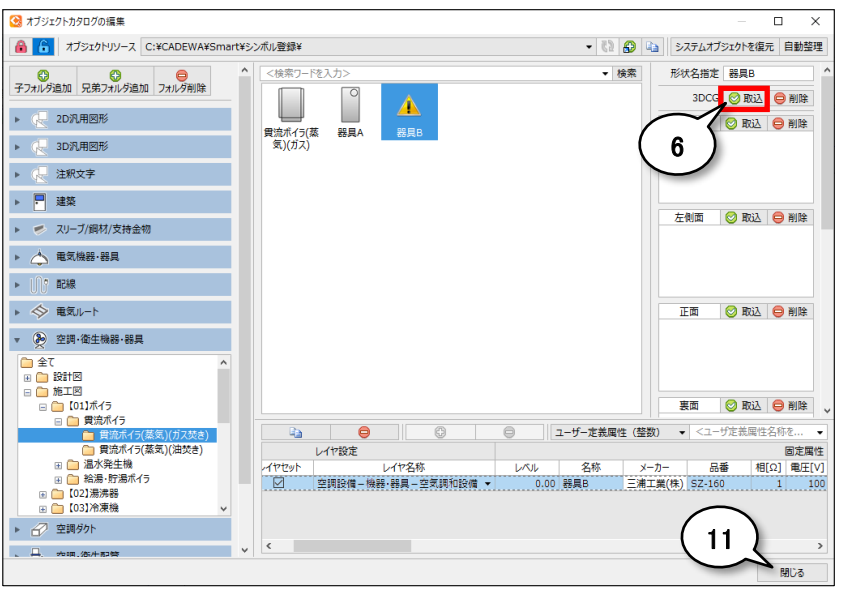 オブジェクトカタログの編集
オブジェクトリソース C:¥CADEWA¥Smart¥シンボル登録¥ システムオブジェクトを復元 自動整理
子フォルダ追加 兄弟フォルダ追加 フォルダ削除
<検索ワードを入力> 検索
形状名指定 器具B
3DCG 取込 削除
6
取込 削除
2D汎用図形
3D汎用図形
注釈文字
建築
スリーブ/鋼材/支持金物
電気機器・器具
配線
電気ルート
空調・衛生機器・器具
貫流ボイラ(蒸
気)(ガス)
器具A
器具B
左側面 取込 削除
正面 取込 削除
裏面 取込 削除
全て
設計図
施工図
【01】ボイラ
貫流ボイラ
貫流ボイラ(蒸気)(ガス焚き)
貫流ボイラ(蒸気)(油焚き)
温水発生機
給湯・貯湯ボイラ
【02】湯沸器
【03】冷凍機
空調ダクト
空調・衛生配管
ユーザー定義属性（整数） <ユーザ定義属性名称を...
レイヤ設定 固定属性
イヤセット レイヤ名称 レベル 名称 メーカー 品番 相[Ω] 電圧[V]
空調設備－機器・器具－空気調和設備 0.00 器具B 三浦工業(株) SZ-160 1 100
11
閉じる